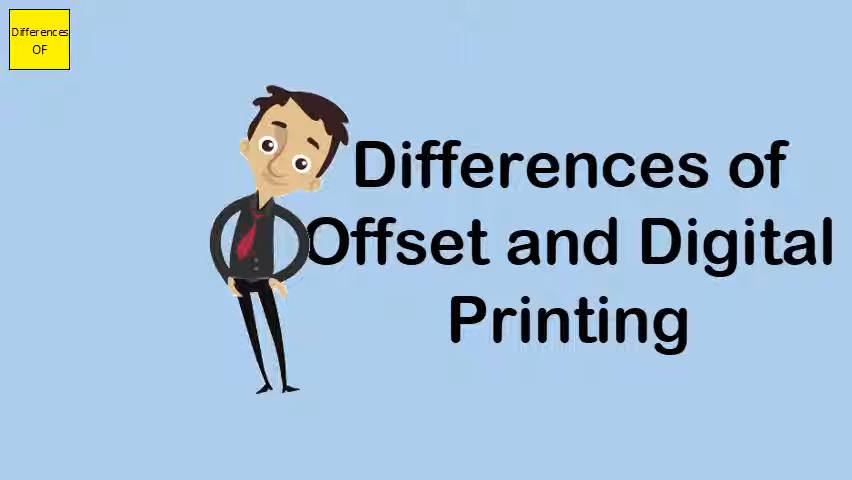 Differences
OF
Differences of
Offset and Digital
Printing